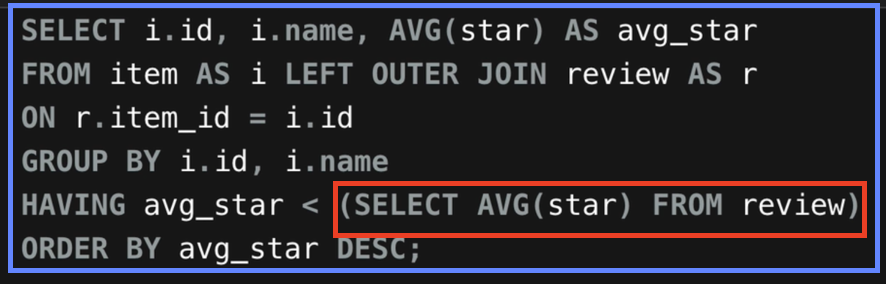 SELECT i.id, i.name, AVG(star) AS avg_star
FROM item AS i LEFT OUTER JOIN review AS r
ON r.item_id = i.id
GROUP BY i.id, i.name
HAVING avg_star < (SELECT AVG(star) FROM review)
ORDER BY avg_star DESC;